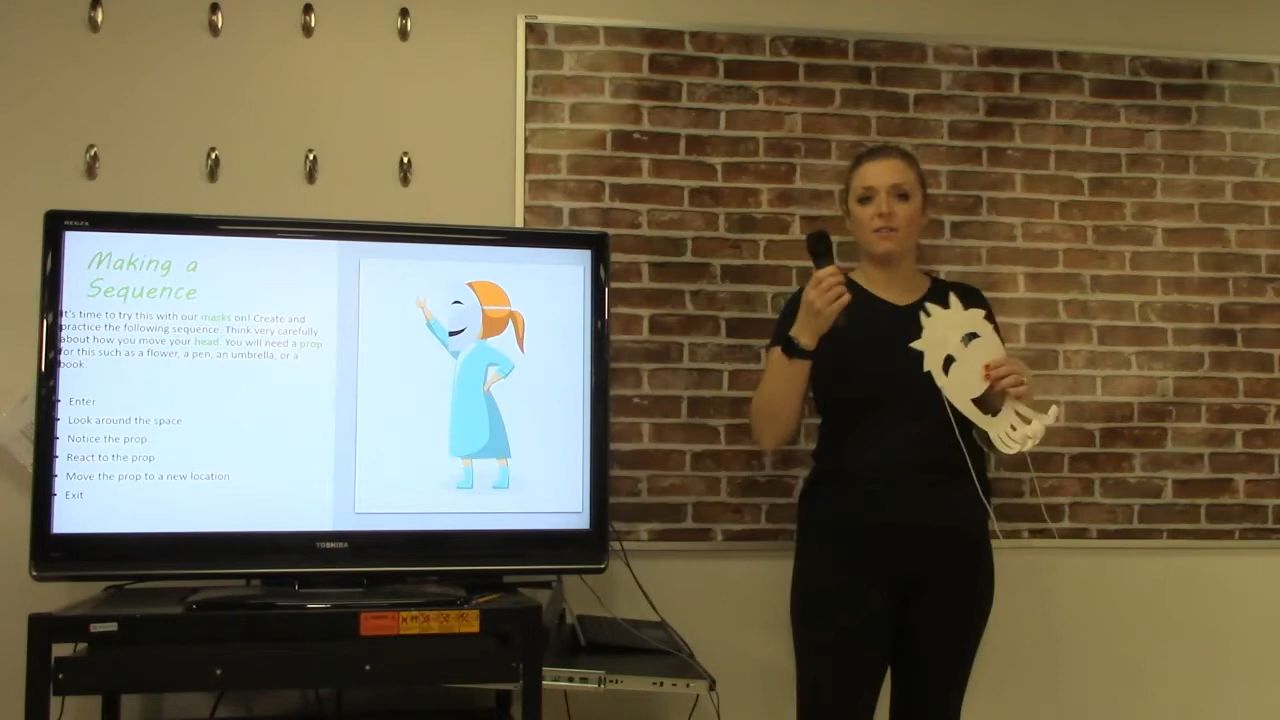 REGZA
Making a
Sequence
It's time to try this with our masks on! Create and
practice the following sequence. Think very carefully
about how you move your head. You will need a prop
for this such as a flower, a pen, an umbrella, or a
book.
Enter
Look around the space
Notice the prop
React to the prop
Move the prop to a new location
Exit
TOSHIBA